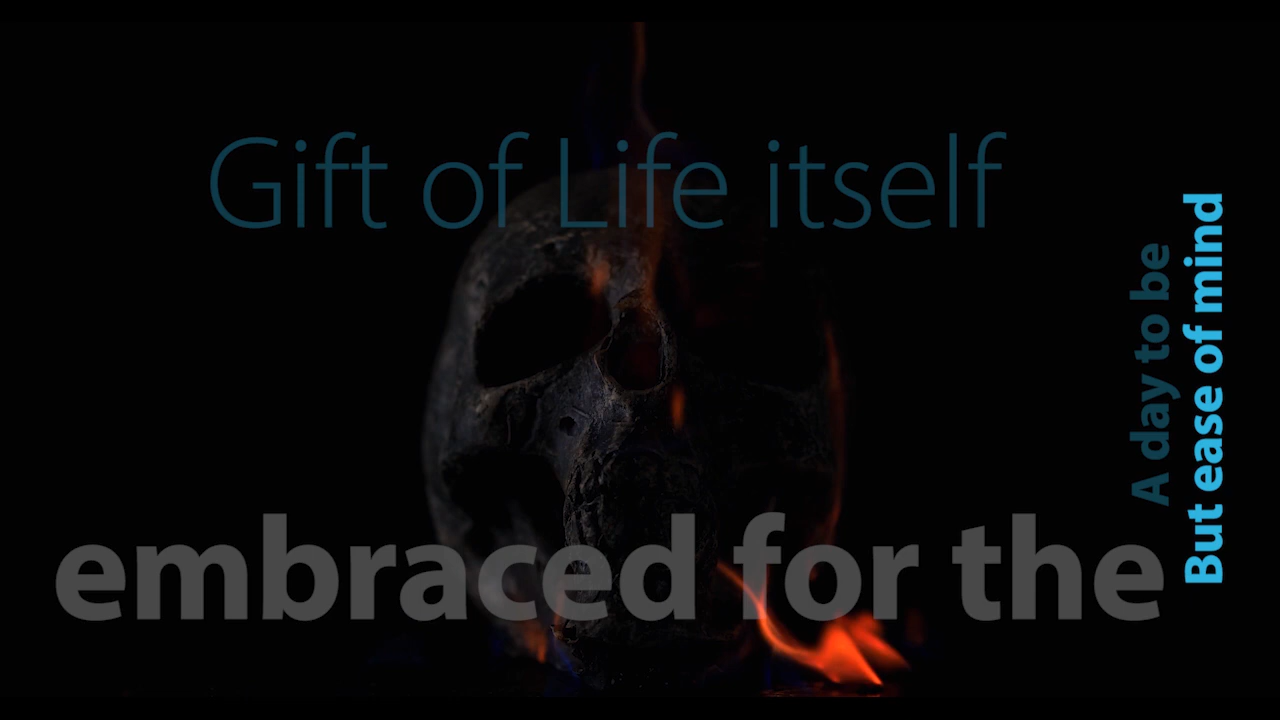 Gift of Life itself
A day to be
But ease of mind
embraced for the